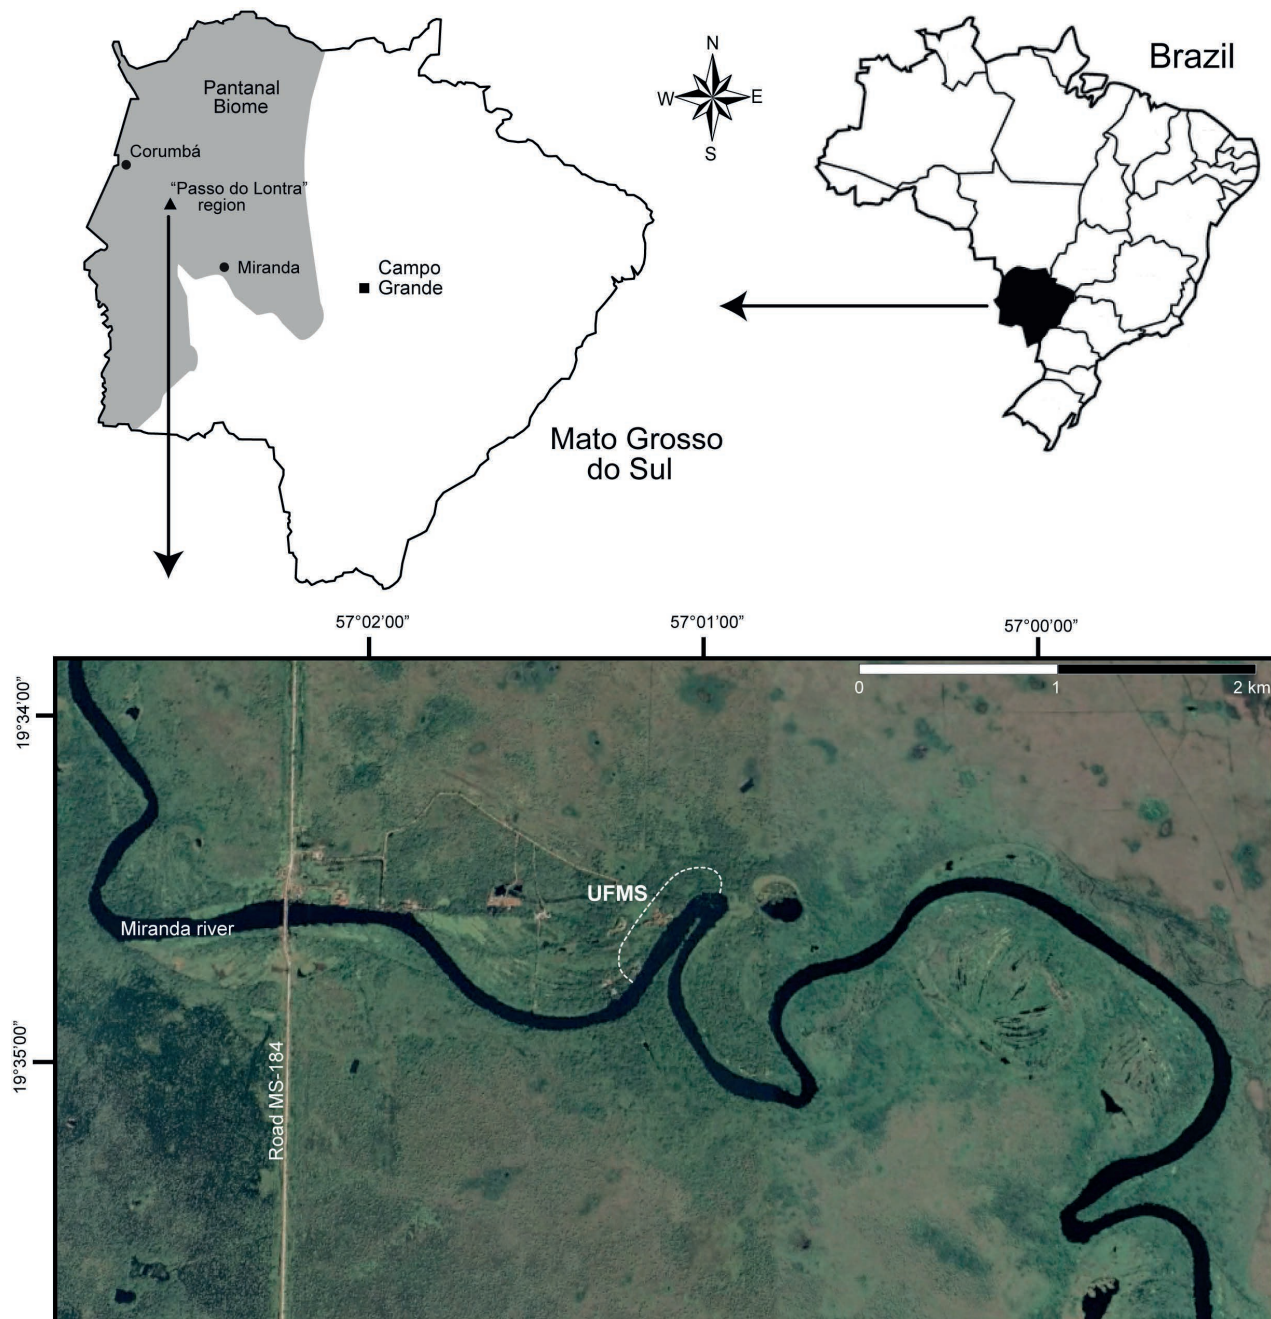 Pantanal
Biome
Corumbá
“Passo do Lontra”
region
Miranda
Campo
Grande
Mato Grosso
do Sul
N
W
E
S
Brazil
57°02’00”
57°01’00”
57°00’00”
19°34’00”
19°35’00”
0
1
2 km
UFMS
Miranda river
Road MS-184